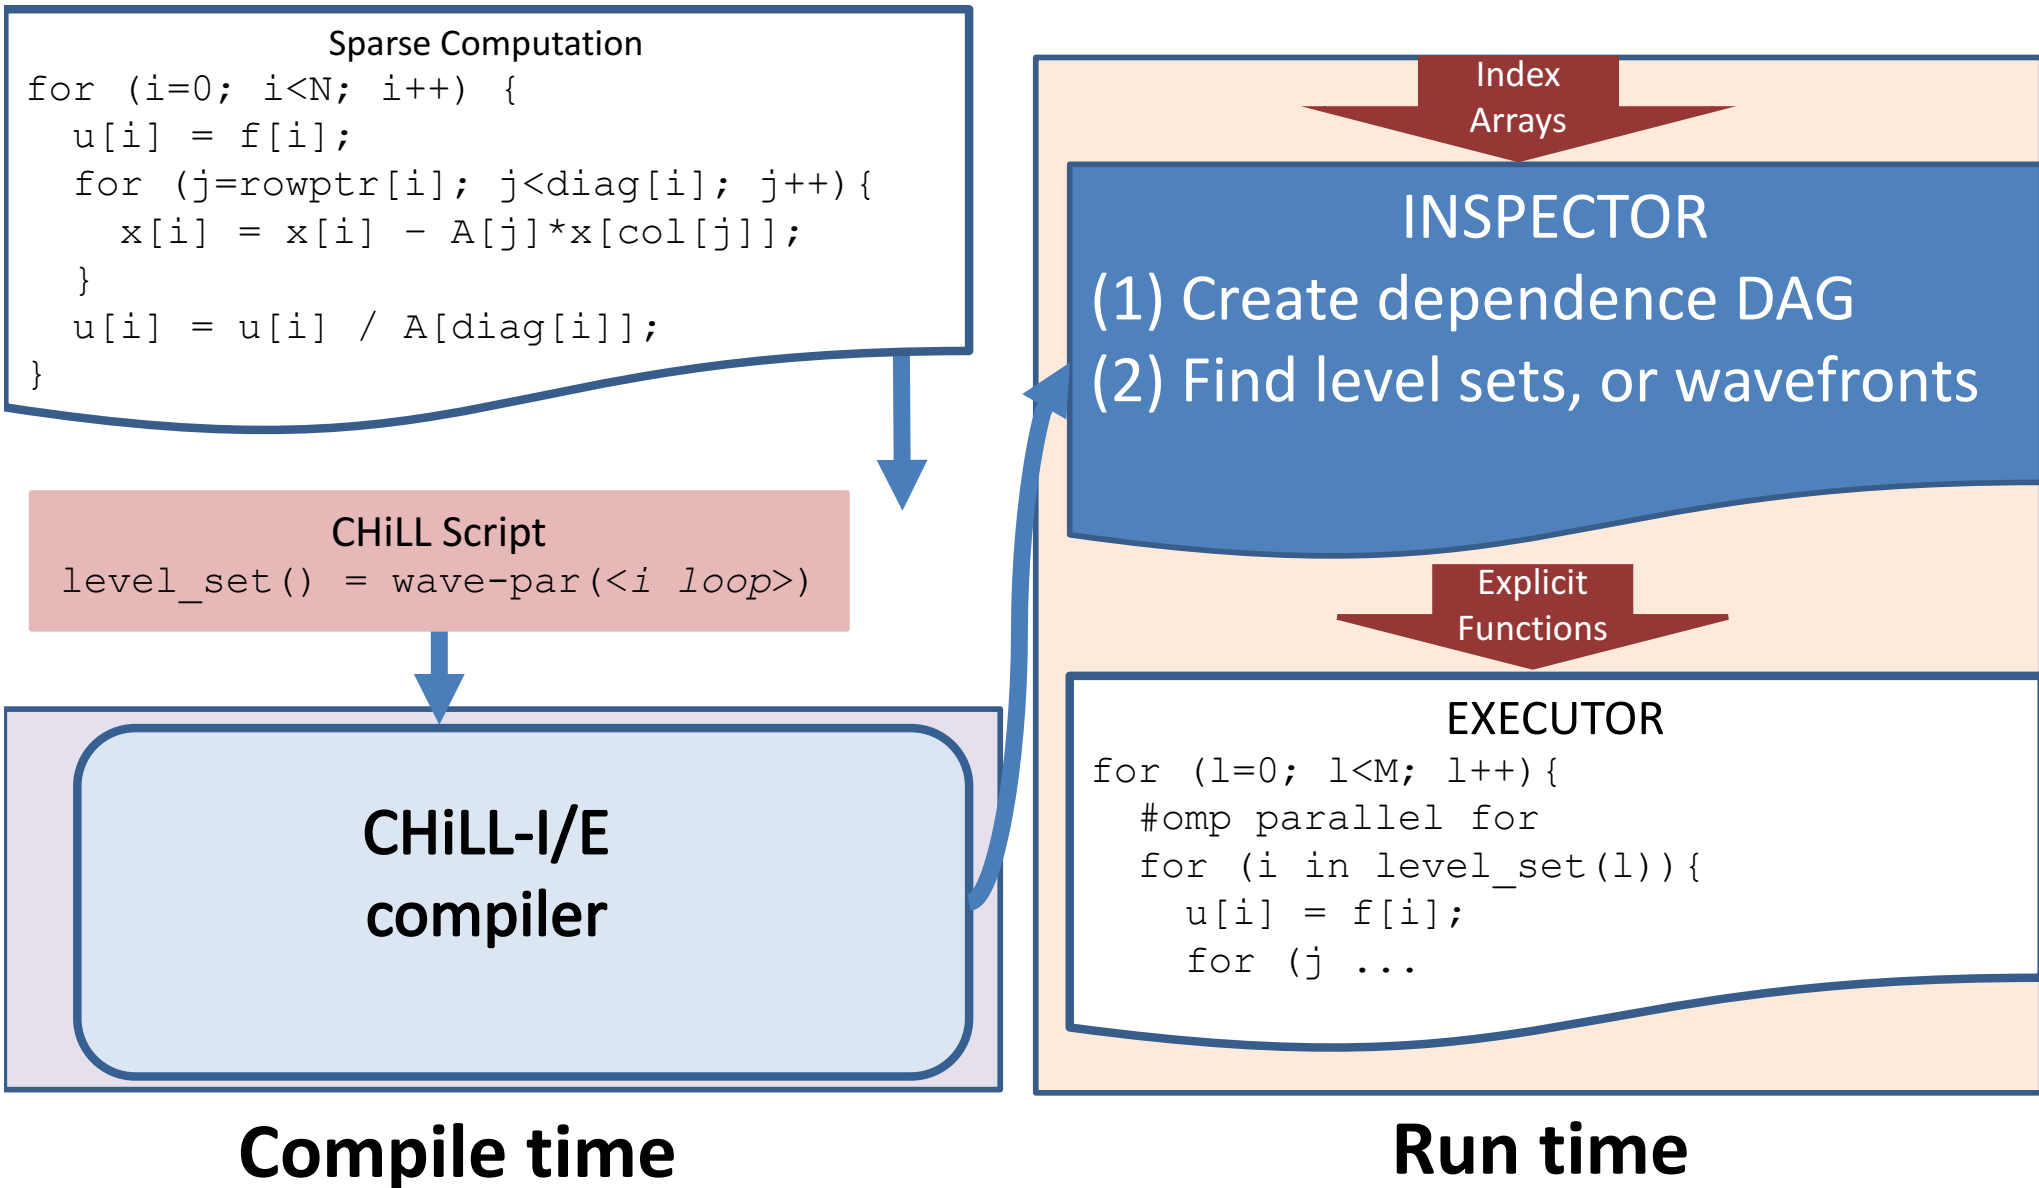 Sparse Computation
for (i=0; i<N; i++) {
u[i] = f[i];
for (j=rowptr[i]; j<diag[i]; j++){
x[i] = x[i] – A[j]*x[col[j]];
}
u[i] = u[i] / A[diag[i]];
}
CHiLL Script
level_set() = wave-par(<i loop>)
CHiLL-I/E
compiler
Compile time
Index
Arrays
INSPECTOR
(1) Create dependence DAG
(2) Find level sets, or wavefronts
Explicit
Functions
EXECUTOR
for (l=0; l<M; l++){
#omp parallel for
for (i in level_set(l)){
u[i] = f[i];
for (j ...
Run time